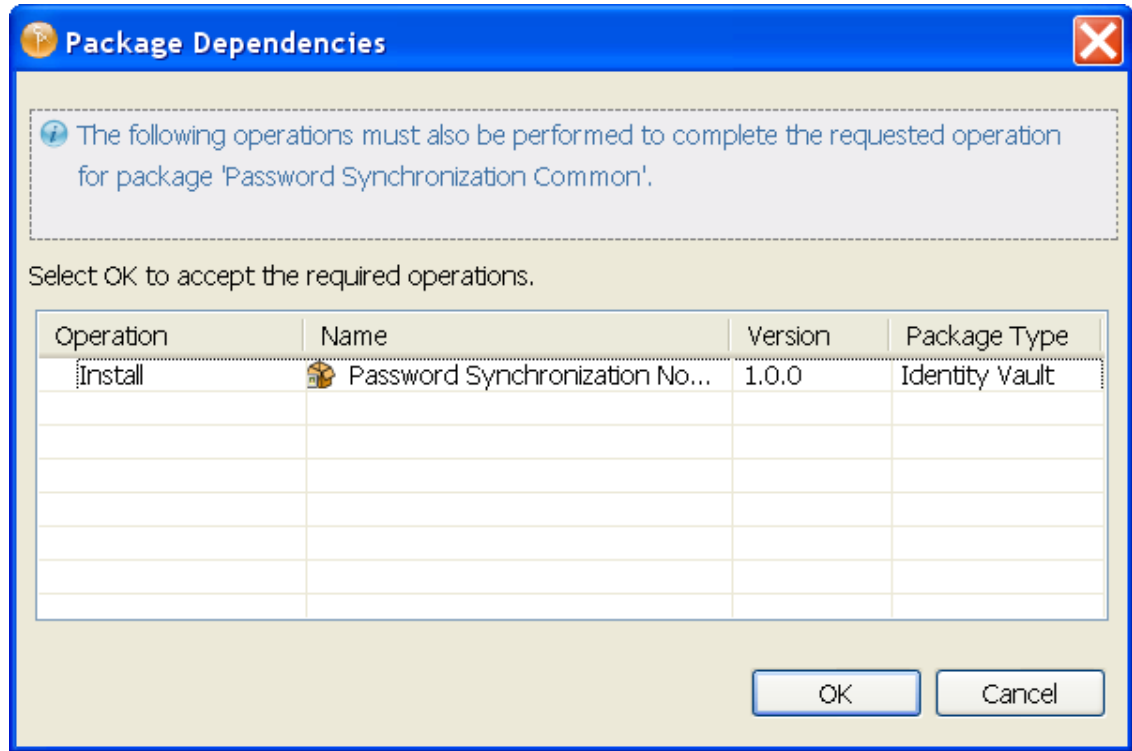 Package Dependencies
The following operations must also be performed to complete the requested operation
for package 'Password Synchronization Common'.
Select OK to accept the required operations.
Operation Name Version Package Type
Install Password Synchronization No... 1.0.0 Identity Vault
OK Cancel